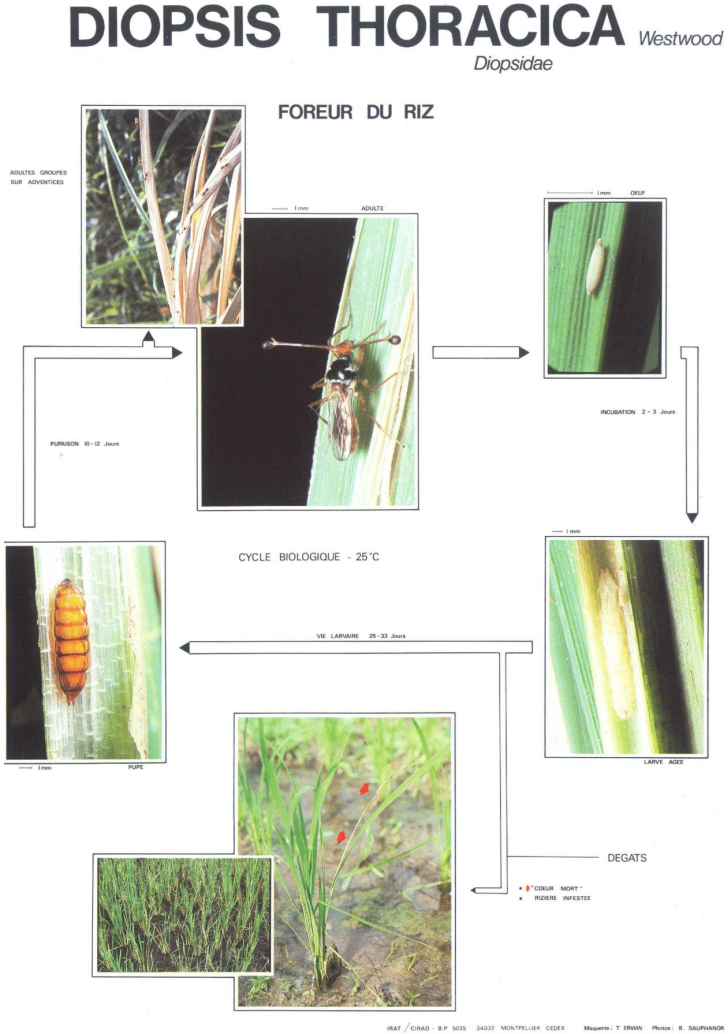 DIOPSIS THORACICA Westwood
Diopsidae
FOREUR DU RIZ
ADULTES GROUPES
SUR ADVENTICES
1 mm ADULTE
1 mm OEUF
INCUBATION 2 - 3 Jours
PUPAISON 10 - 12 Jours
1 mm
CYCLE BIOLOGIQUE - 25°C
VIE LARVAIRE 25 - 33 Jours
LARVE AGEE
1 mm PUPE
DEGATS
"COEUR MORT"
RIZIERE INFESTEE
IRAT / CIRAD - B P 5035 34032 MONTPELLIER CEDEX Maquette : T. ERWIN Photos : B. SAUPHANOR